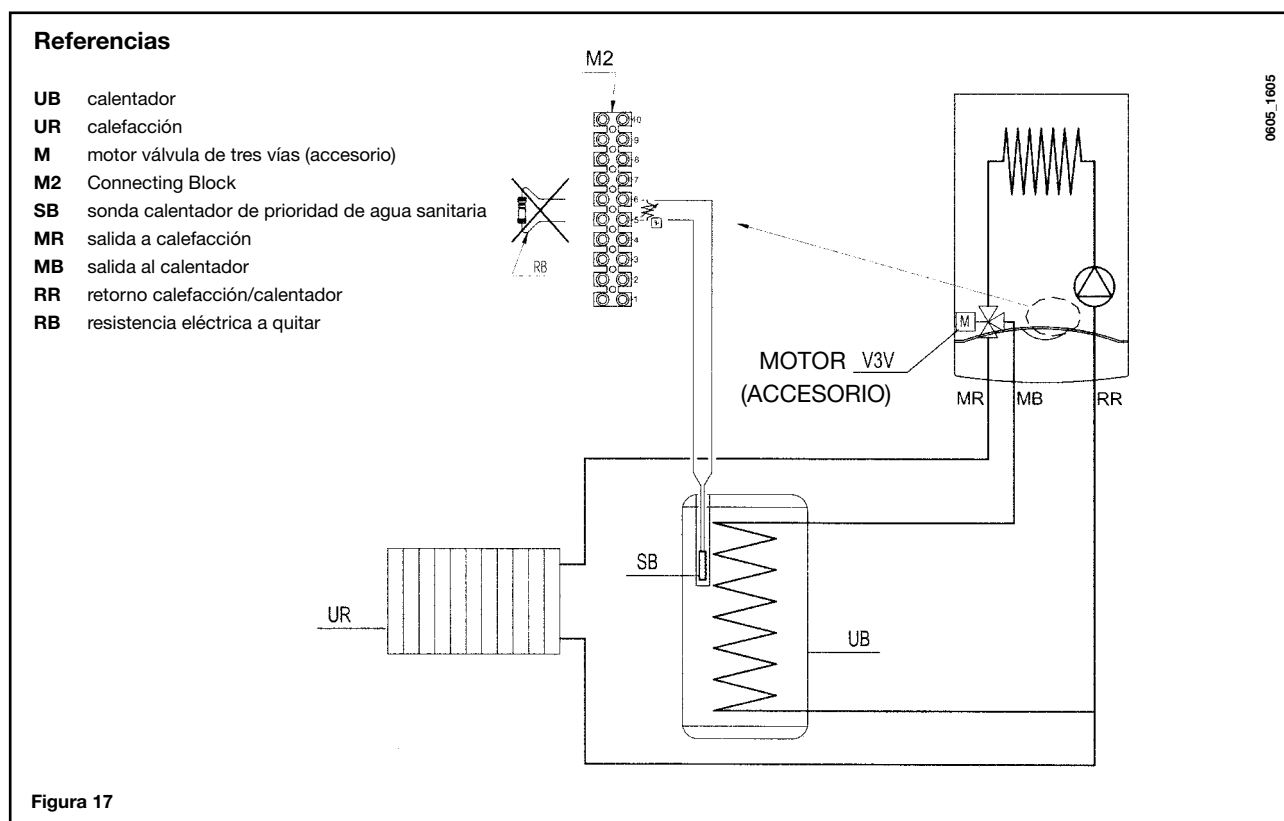 Referencias
UB calentador
UR calefacción
M motor válvula de tres vías (accesorio)
M2 Connecting Block
SB sonda calentador de prioridad de agua sanitaria
MR salida a calefacción
MB salida al calentador
RR retorno calefacción/calentador
RB resistencia eléctrica a quitar
M2
10
9
8
7
6
5
4
3
2
1
RB
0605_1605
M
MOTOR V3V
(ACCESORIO)
MR MB RR
SB
UR
UB
Figura 17